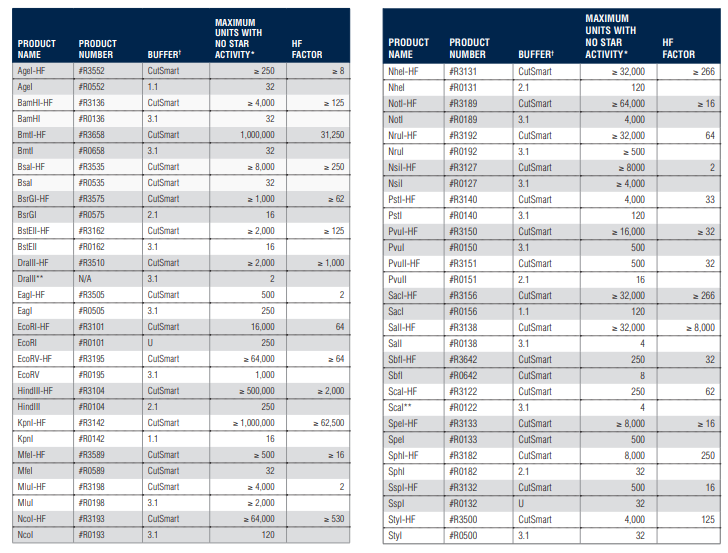 PRODUCT NAME PRODUCT NUMBER BUFFER† MAXIMUM UNITS WITH NO STAR ACTIVITY* HF FACTOR
AgeI-HF #R3552 CutSmart ≥ 250 ≥ 8
AgeI #R0552 1.1 32
BamHI-HF #R3136 CutSmart ≥ 4,000 ≥ 125
BamHI #R0136 3.1 32
BmtI-HF #R3658 CutSmart 1,000,000 31,250
BmtI #R0658 3.1 32
BsaI-HF #R3535 CutSmart ≥ 8,000 ≥ 250
BsaI #R0535 CutSmart 32
BsrGI-HF #R3575 CutSmart ≥ 1,000 ≥ 62
BsrGI #R0575 2.1 16
BstEII-HF #R3162 CutSmart ≥ 2,000 ≥ 125
BstEII #R0162 3.1 16
DraIII-HF #R3510 CutSmart ≥ 2,000 ≥ 1,000
DraIII** N/A 3.1 2
EagI-HF #R3505 CutSmart 500 2
EagI #R0505 3.1 250
EcoRI-HF #R3101 CutSmart 16,000 64
EcoRI #R0101 U 250
EcoRV-HF #R3195 CutSmart ≥ 64,000 ≥ 64
EcoRV #R0195 3.1 1,000
HindIII-HF #R3104 CutSmart ≥ 500,000 ≥ 2,000
HindIII #R0104 2.1 250
KpnI-HF #R3142 CutSmart ≥ 1,000,000 ≥ 62,500
KpnI #R0142 1.1 16
MfeI-HF #R3589 CutSmart ≥ 500 ≥ 16
MfeI #R0589 CutSmart 32
MluI-HF #R3198 CutSmart ≥ 4,000 2
MluI #R0198 3.1 ≥ 2,000
NcoI-HF #R3193 CutSmart ≥ 64,000 ≥ 530
NcoI #R0193 3.1 120
PRODUCT NAME PRODUCT NUMBER BUFFER† MAXIMUM UNITS WITH NO STAR ACTIVITY* HF FACTOR
NheI-HF #R3131 CutSmart ≥ 32,000 ≥ 266
NheI #R0131 2.1 120
NotI-HF #R3189 CutSmart ≥ 64,000 ≥ 16
NotI #R0189 3.1 4,000
NruI-HF #R3192 CutSmart ≥ 32,000 64
NruI #R0192 3.1 ≥ 500
NsiI-HF #R3127 CutSmart ≥ 8000 2
NsiI #R0127 3.1 ≥ 4,000
PstI-HF #R3140 CutSmart 4,000 33
PstI #R0140 3.1 120
PvuI-HF #R3150 CutSmart ≥ 16,000 ≥ 32
PvuI #R0150 3.1 500
PvuII-HF #R3151 CutSmart 500 32
PvuII #R0151 2.1 16
SacI-HF #R3156 CutSmart ≥ 32,000 ≥ 266
SacI #R0156 1.1 120
SalI-HF #R3138 CutSmart ≥ 32,000 ≥ 8,000
SalI #R0138 3.1 4
SbfI-HF #R3642 CutSmart 250 32
SbfI #R0642 CutSmart 8
ScaI-HF #R3122 CutSmart 250 62
ScaI** #R0122 3.1 4
SpeI-HF #R3133 CutSmart ≥ 8,000 ≥ 16
SpeI #R0133 CutSmart 500
SphI-HF #R3182 CutSmart 8,000 250
SphI #R0182 2.1 32
SspI-HF #R3132 CutSmart 500 16
SspI #R0132 U 32
StyI-HF #R3500 CutSmart 4,000 125
StyI #R0500 3.1 32